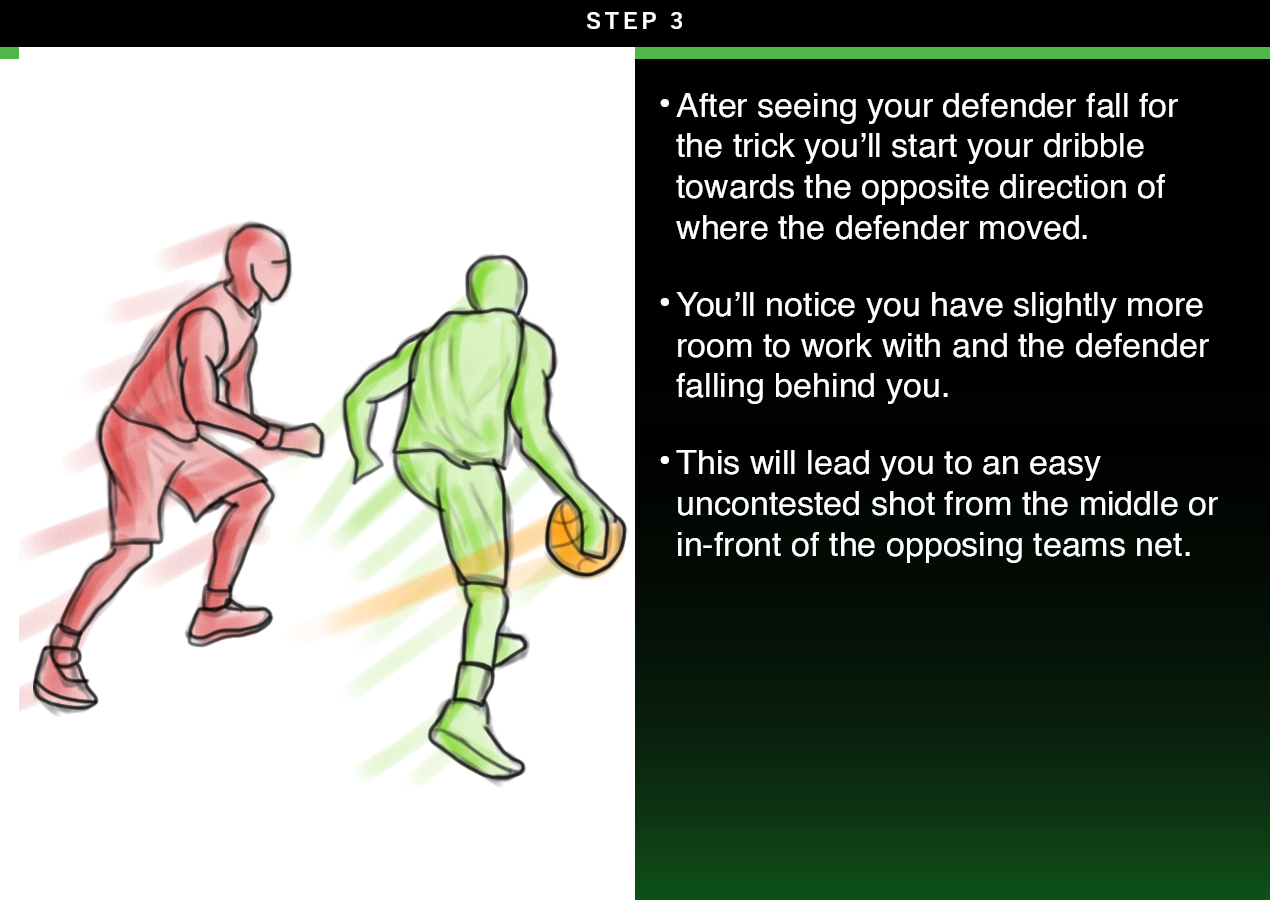 STEP 3
• After seeing your defender fall for
the trick you’ll start your dribble
towards the opposite direction of
where the defender moved.
• You’ll notice you have slightly more
room to work with and the defender
falling behind you.
• This will lead you to an easy
uncontested shot from the middle or
in-front of the opposing teams net.